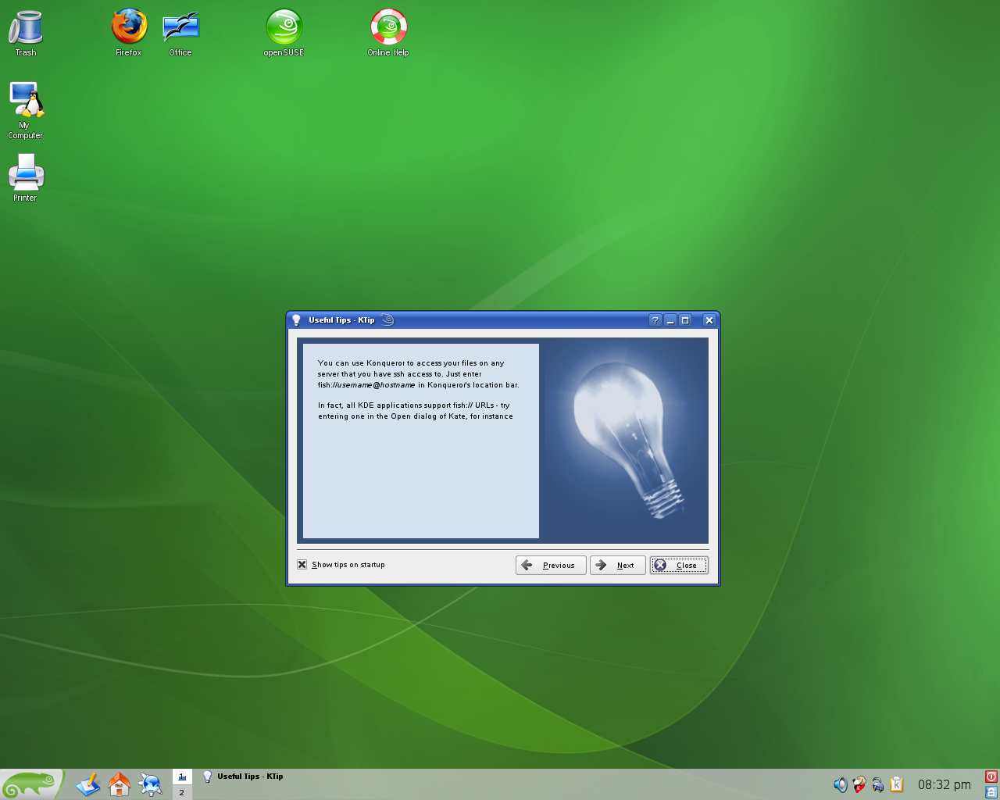 Trash
Firefox
Office
openSUSE
Online Help
My
Computer
Printer
Useful Tips - KTip
?
You can use Konqueror to access your files on any
server that you have ssh access to. Just enter
fish://username@hostname in Konqueror's location bar.
In fact, all KDE applications support fish:// URLs - try
entering one in the Open dialog of Kate, for instance
Show tips on startup
Previous
Next
Close
1
2
Useful Tips - KTip
K
08:32 pm